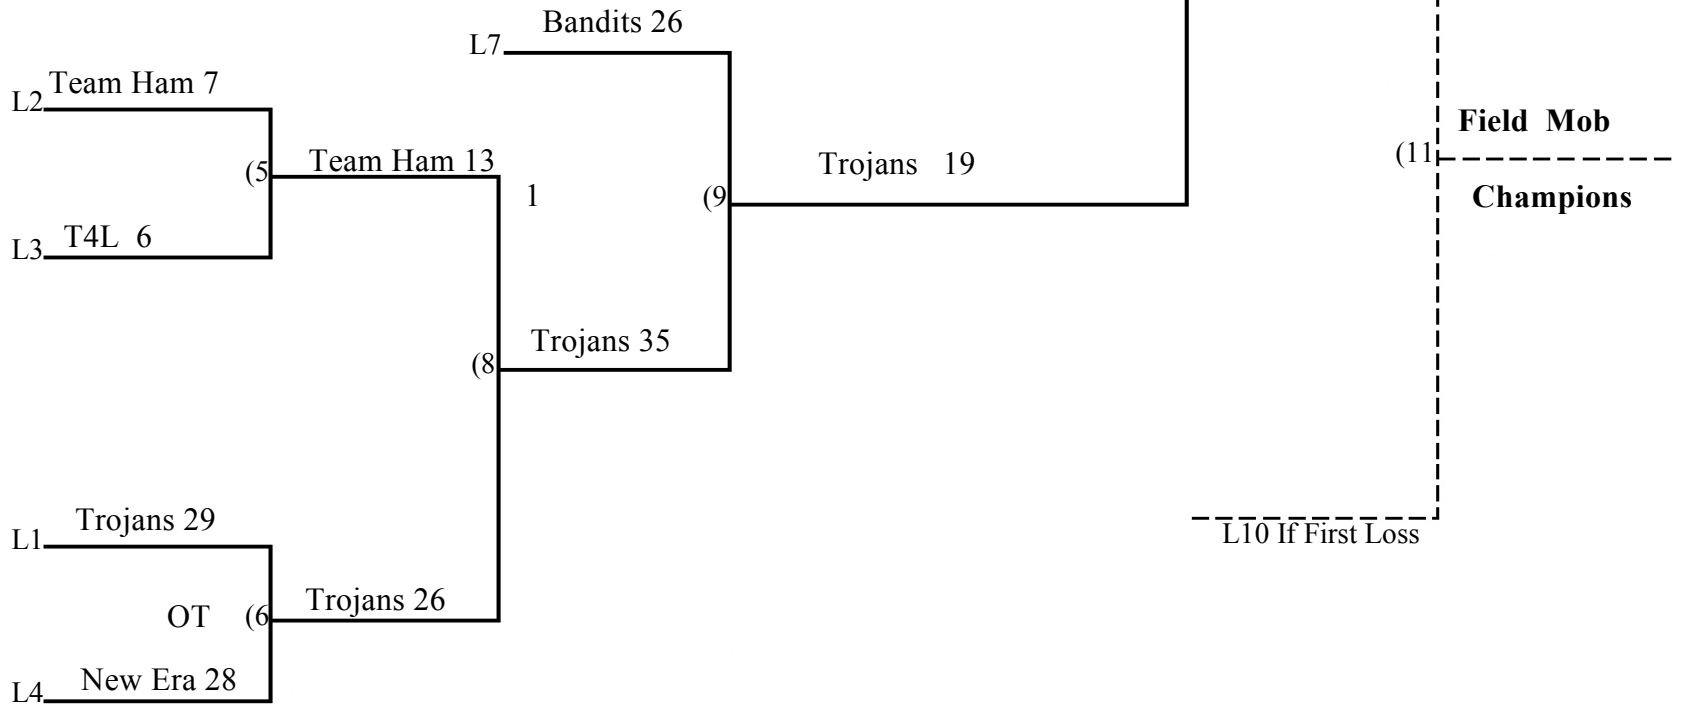 Bandits 26
L7
Team Ham 7
L2
Field Mob
(11
Team Ham 13
Trojans 19
(5
1
(9
Champions
T4L 6
L3
Trojans 35
(8
Trojans 29
L1
L10 If First Loss
Trojans 26
OT (6
New Era 28
L4